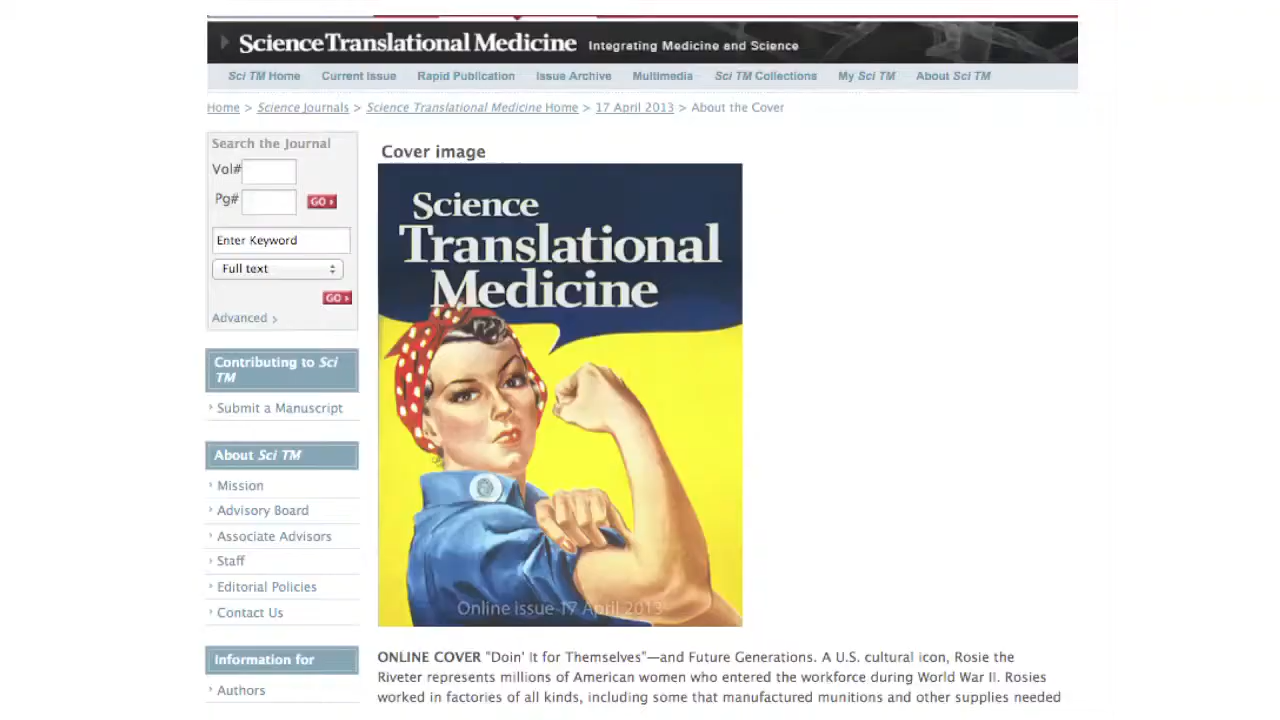 Science Translational Medicine Integrating Medicine and Science
Sci TM Home Current Issue Rapid Publication Issue Archive Multimedia Sci TM Collections My Sci TM About Sci TM
Home > Science Journals > Science Translational Medicine Home > 17 April 2013 > About the Cover
Search the Journal
Vol#
Pg#
GO
Enter Keyword
Full text
GO
Advanced >
Contributing to Sci
TM
Submit a Manuscript
About Sci TM
Mission
Advisory Board
Associate Advisors
Staff
Editorial Policies
Contact Us
Information for
Authors
Cover image
Science
Translational
Medicine
Online issue 17 April 2013
ONLINE COVER "Doin' It for Themselves"—and Future Generations. A U.S. cultural icon, Rosie the
Riveter represents millions of American women who entered the workforce during World War II. Rosies
worked in factories of all kinds, including some that manufactured munitions and other supplies needed